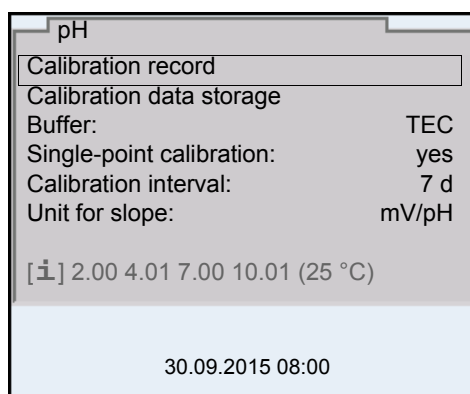 pH
Calibration record
Calibration data storage
Buffer: TEC
Single-point calibration: yes
Calibration interval: 7 d
Unit for slope: mV/pH
[i] 2.00 4.01 7.00 10.01 (25 °C)
30.09.2015 08:00